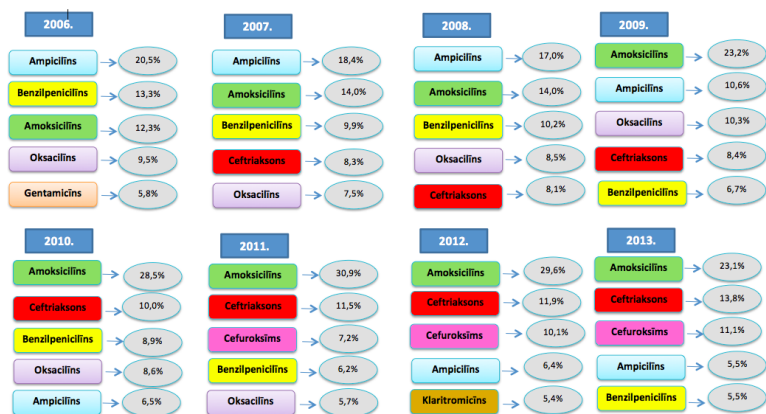 2006.
Ampicilīns 20,5%
Benzilpenicilīns 13,3%
Amoksicilīns 12,3%
Oksacilīns 9,5%
Gentamicīns 5,8%
2007.
Ampicilīns 18,4%
Amoksicilīns 14,0%
Benzilpenicilīns 9,9%
Ceftriaksons 8,3%
Oksacilīns 7,5%
2008.
Ampicilīns 17,0%
Amoksicilīns 14,0%
Benzilpenicilīns 10,2%
Oksacilīns 8,5%
Ceftriaksons 8,1%
2009.
Amoksicilīns 23,2%
Ampicilīns 10,6%
Oksacilīns 10,3%
Ceftriaksons 8,4%
Benzilpenicilīns 6,7%
2010.
Amoksicilīns 28,5%
Ceftriaksons 10,0%
Benzilpenicilīns 8,9%
Oksacilīns 8,6%
Ampicilīns 6,5%
2011.
Amoksicilīns 30,9%
Ceftriaksons 11,5%
Cefuroksīms 7,2%
Benzilpenicilīns 6,2%
Oksacilīns 5,7%
2012.
Amoksicilīns 29,6%
Ceftriaksons 11,9%
Cefuroksīms 10,1%
Ampicilīns 6,4%
Klaritromicīns 5,4%
2013.
Amoksicilīns 23,1%
Ceftriaksons 13,8%
Cefuroksīms 11,1%
Ampicilīns 5,5%
Benzilpenicilīns 5,5%